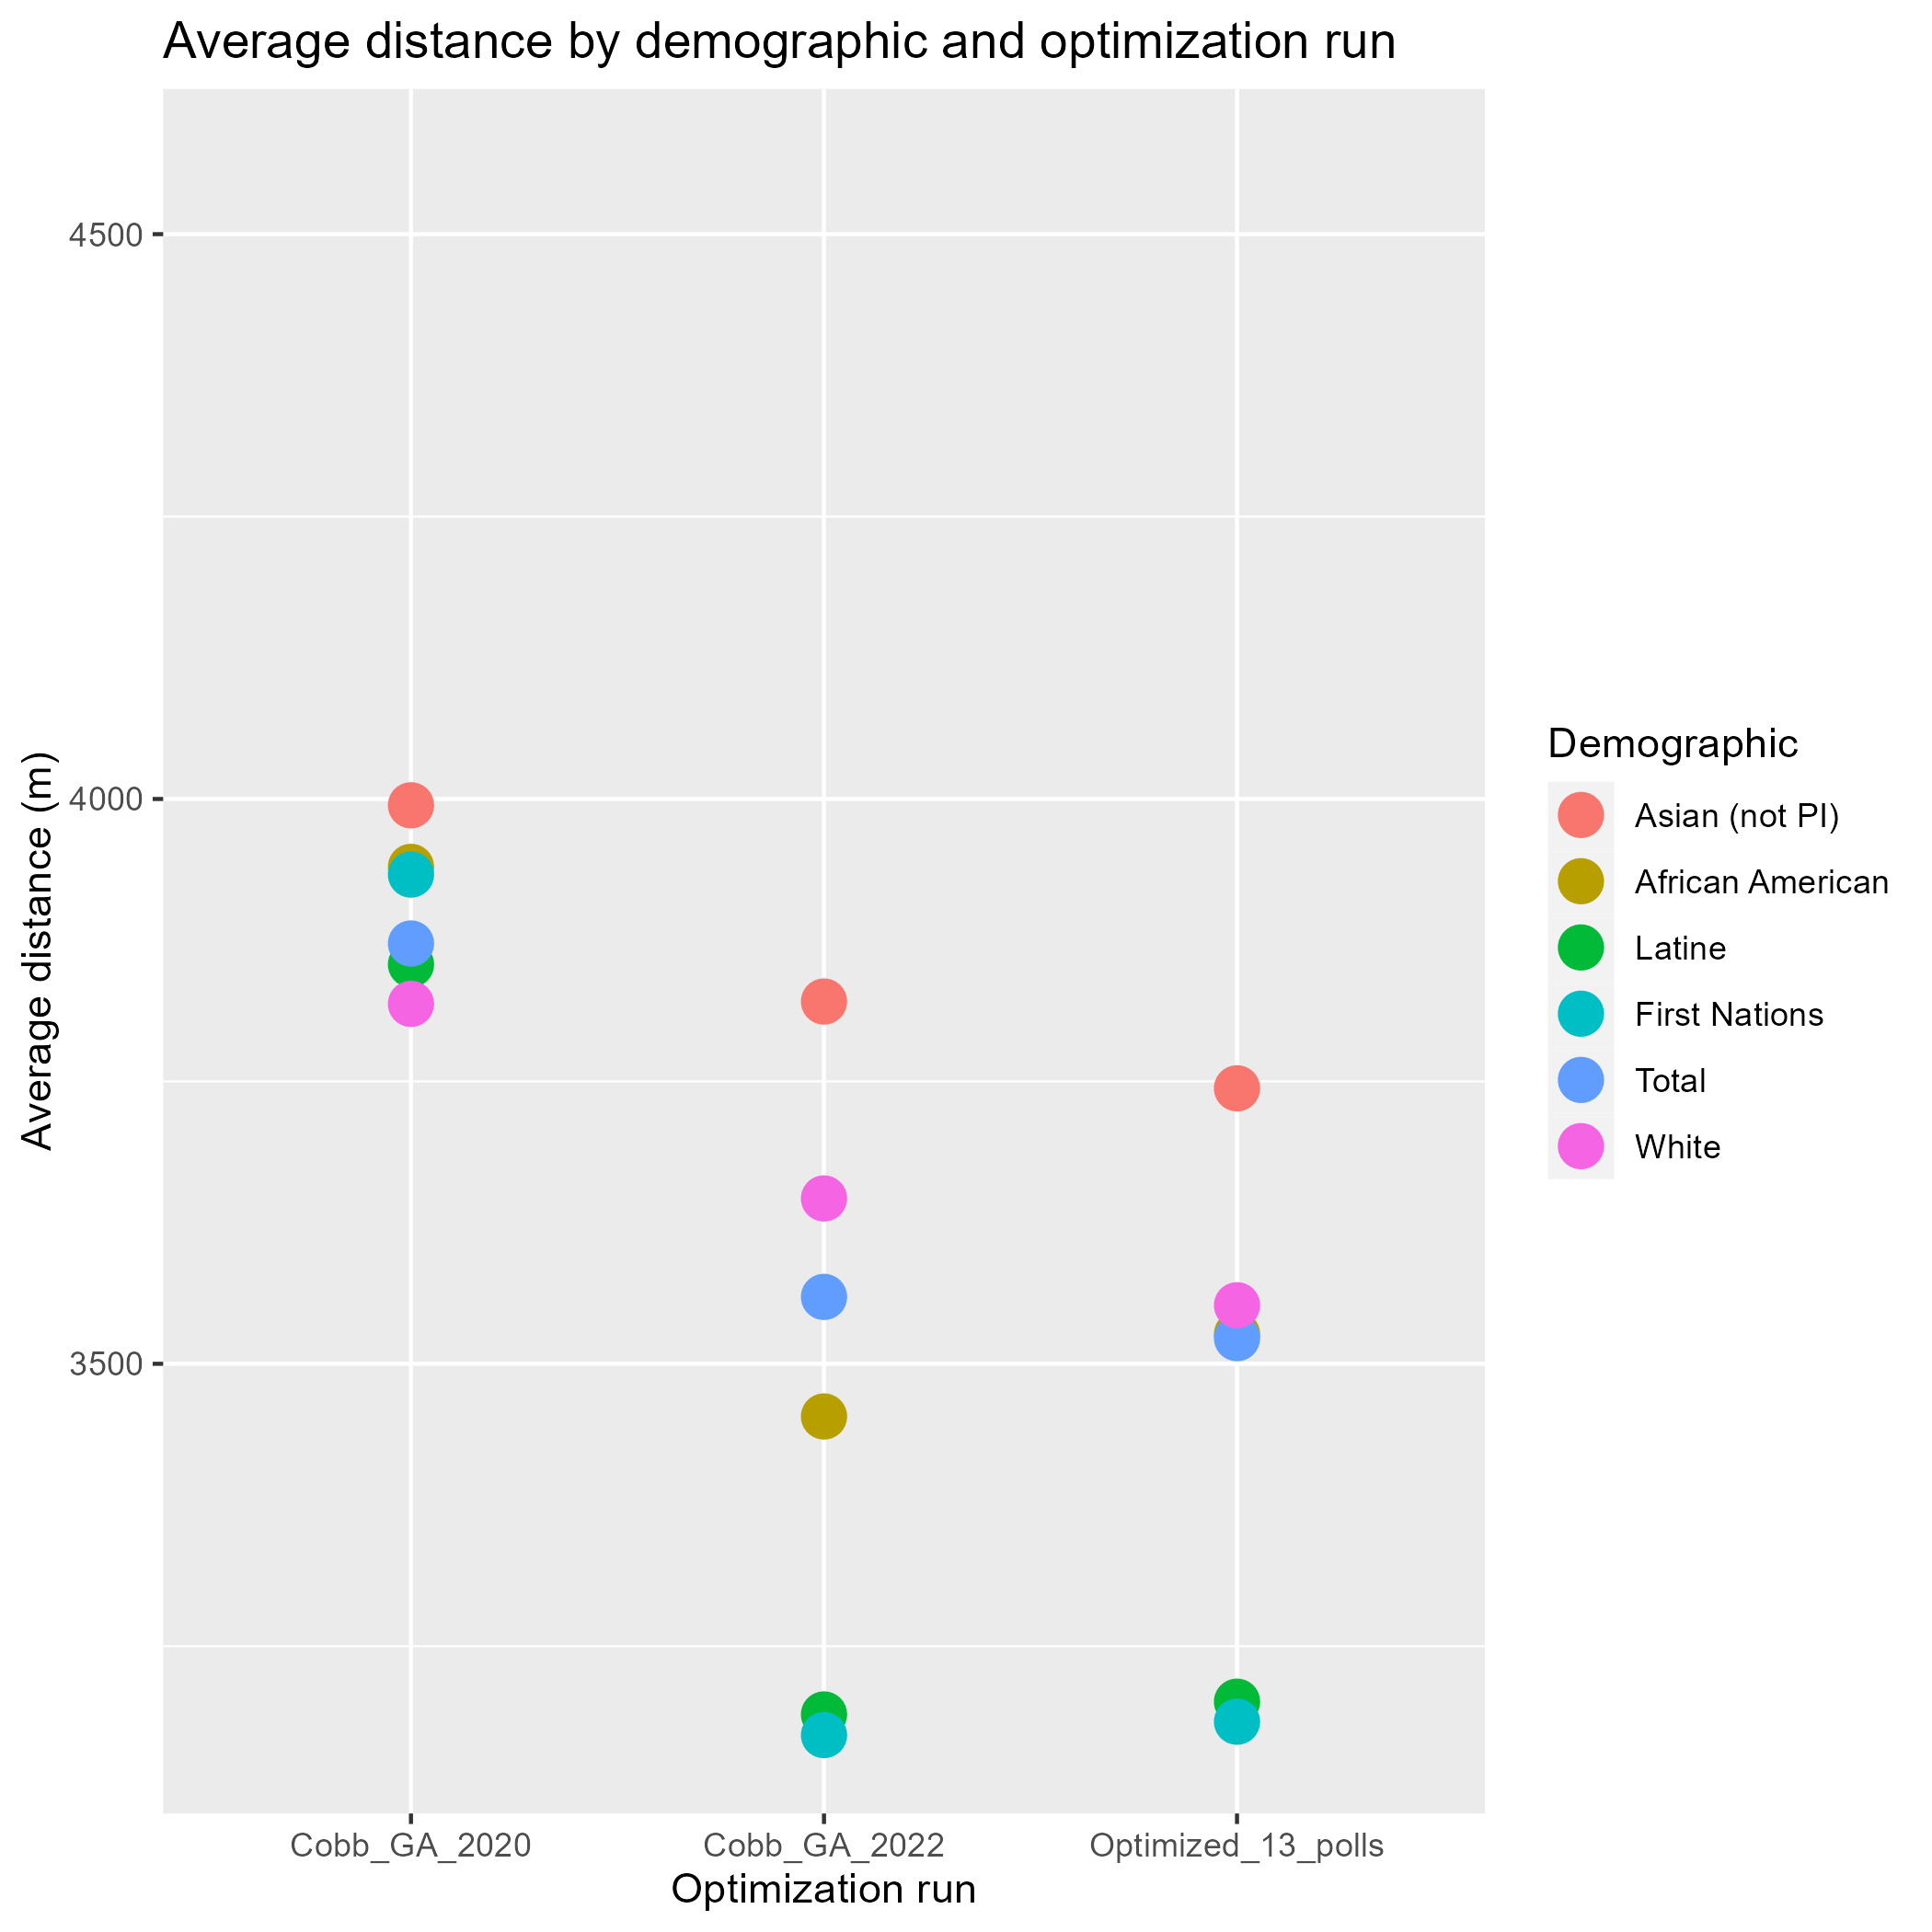 Average distance by demographic and optimization run
Average distance (m)
4500
4000
3500
Cobb_GA_2020
Cobb_GA_2022
Optimized_13_polls
Optimization run
Demographic
Asian (not PI)
African American
Latine
First Nations
Total
White